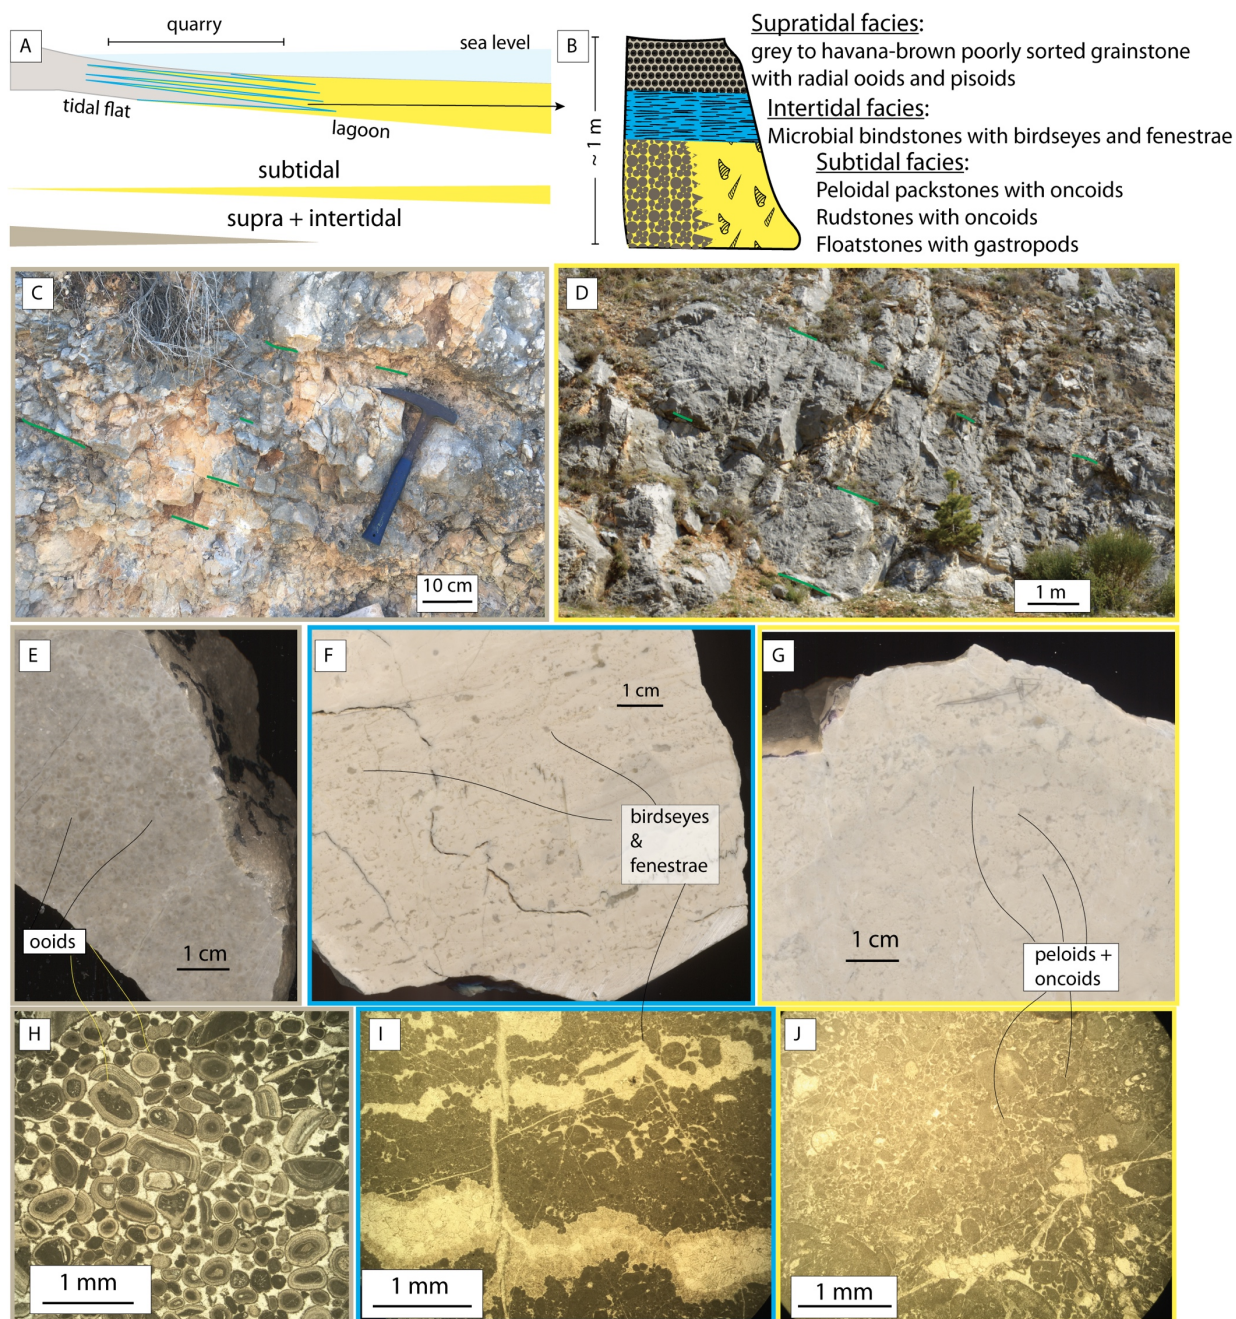 A
quarry
sea level
tidal flat
lagoon
subtidal
supra + intertidal
B
~ 1 m
Supratidal facies:
grey to havana-brown poorly sorted grainstone
with radial ooids and pisoids
Intertidal facies:
Microbial bindstones with birdseyes and fenestrae
Subtidal facies:
Peloidal packstones with oncoids
Rudstones with oncoids
Floatstones with gastropods
C
10 cm
D
1 m
E
ooids
1 cm
F
1 cm
birdseyes
&
fenestrae
G
1 cm
peloids +
oncoids
H
1 mm
I
1 mm
J
1 mm